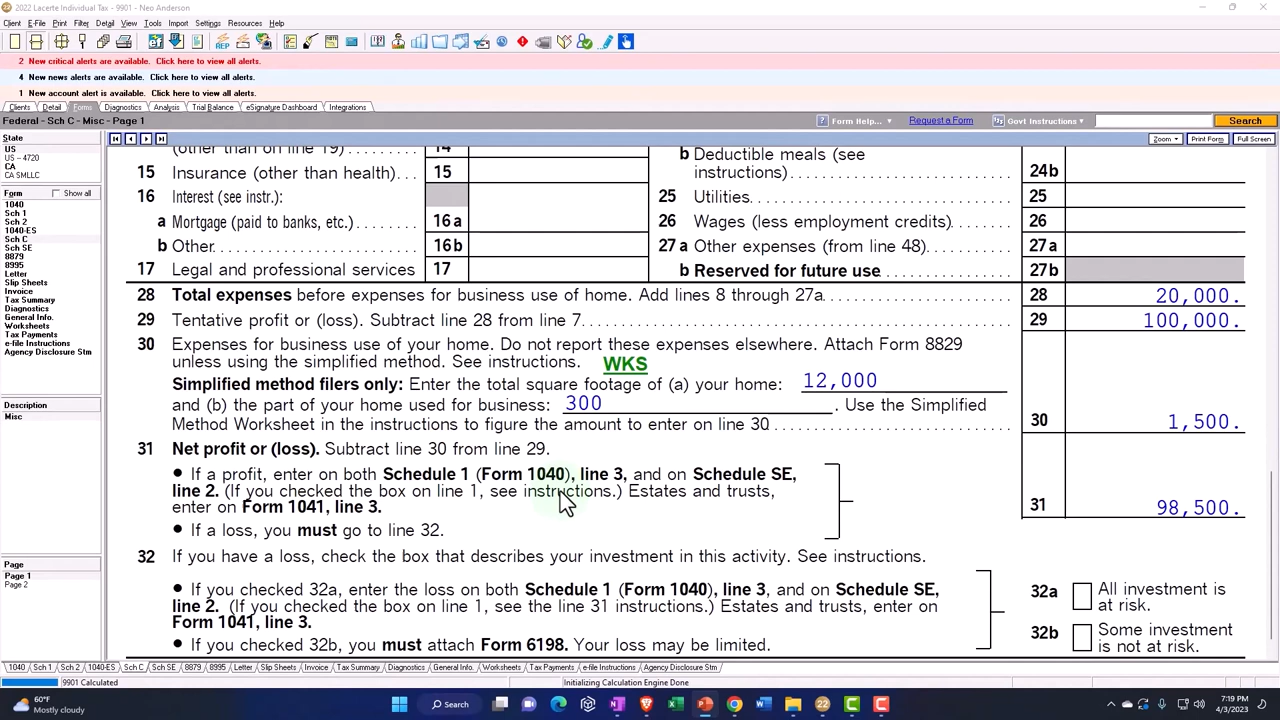 2022 Lacerte Individual Tax - 9901 - Neo Anderson
Client E-File Print Filter Detail View Tools Import Settings Resources Help
2 New critical alerts are available. Click here to view all alerts.
4 New news alerts are available. Click here to view all alerts.
1 New account alert is available. Click here to view all alerts.
Clients Detail Forms Diagnostics Analysis Trial Balance eSignature Dashboard Integrations
Federal - Sch C - Misc - Page 1
Form Help... Request a Form Govt Instructions Search
Zoom Print Form Full Screen
State
US
US - 4720
CA
CA SMLLC
Form Show all
1040
Sch 1
Sch 2
1040-ES
Sch C
Sch SE
8879
8995
Letter
Slip Sheets
Invoice
Tax Summary
Diagnostics
General Info.
Worksheets
Tax Payments
e-file Instructions
Agency Disclosure Stm
Description
Misc
Page
Page 1
Page 2
(other than on line 19) 14
15 Insurance (other than health) 15
16 Interest (see instr.):
a Mortgage (paid to banks, etc.) 16a
b Other 16b
17 Legal and professional services 17
b Deductible meals (see
instructions) 24b
25 Utilities 25
26 Wages (less employment credits) 26
27a Other expenses (from line 48) 27a
b Reserved for future use 27b
28 Total expenses before expenses for business use of home. Add lines 8 through 27a 28 20,000.
29 Tentative profit or (loss). Subtract line 28 from line 7 29 100,000.
30 Expenses for business use of your home. Do not report these expenses elsewhere. Attach Form 8829
unless using the simplified method. See instructions. WKS
Simplified method filers only: Enter the total square footage of (a) your home: 12,000
and (b) the part of your home used for business: 300 . Use the Simplified
Method Worksheet in the instructions to figure the amount to enter on line 30 30 1,500.
31 Net profit or (loss). Subtract line 30 from line 29.
• If a profit, enter on both Schedule 1 (Form 1040), line 3, and on Schedule SE,
line 2. (If you checked the box on line 1, see instructions.) Estates and trusts,
enter on Form 1041, line 3. 31 98,500.
• If a loss, you must go to line 32.
32 If you have a loss, check the box that describes your investment in this activity. See instructions.
• If you checked 32a, enter the loss on both Schedule 1 (Form 1040), line 3, and on Schedule SE,
line 2. (If you checked the box on line 1, see the line 31 instructions.) Estates and trusts, enter on
Form 1041, line 3.
• If you checked 32b, you must attach Form 6198. Your loss may be limited.
32a All investment is
at risk.
32b Some investment
is not at risk.
1040 Sch 1 Sch 2 1040-ES Sch C Sch SE 8879 8995 Letter Slip Sheets Invoice Tax Summary Diagnostics General Info. Worksheets Tax Payments e-file Instructions Agency Disclosure Stm
9901 Calculated Initializing Calculation Engine Done
60°F
Mostly cloudy
Search
7:19 PM
4/3/2023